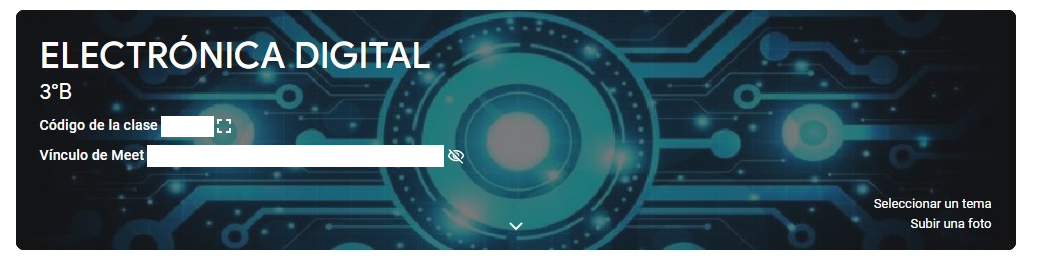 ELECTRÓNICA DIGITAL
3°B
Código de la clase
Vínculo de Meet
Seleccionar un tema
Subir una foto